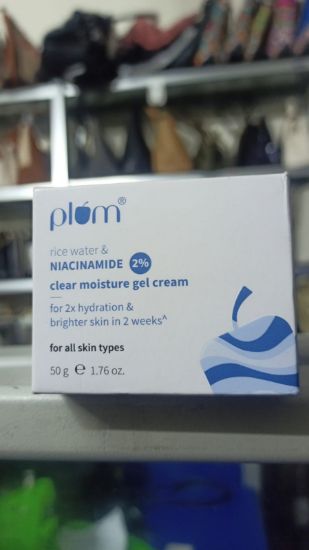 plum®
rice water &
NIACINAMIDE 2%
clear moisture gel cream
for 2x hydration &
brighter skin in 2 weeks^
for all skin types
50 g ℮ 1.76 oz.